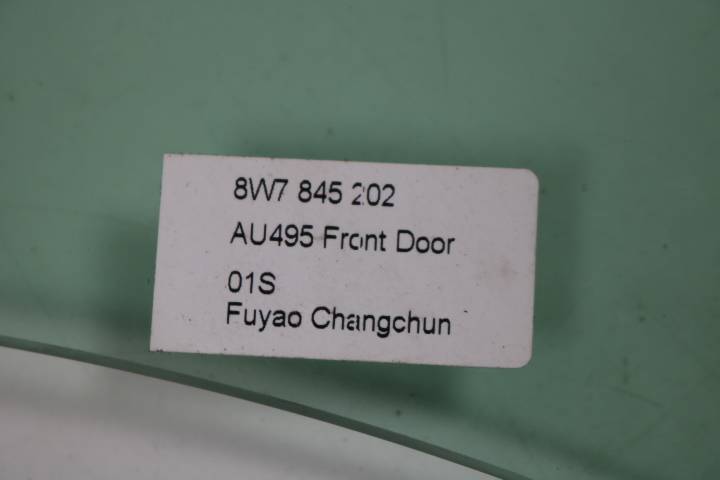 8W7 845 202
AU495 Front Door
01S
Fuyao Changchun